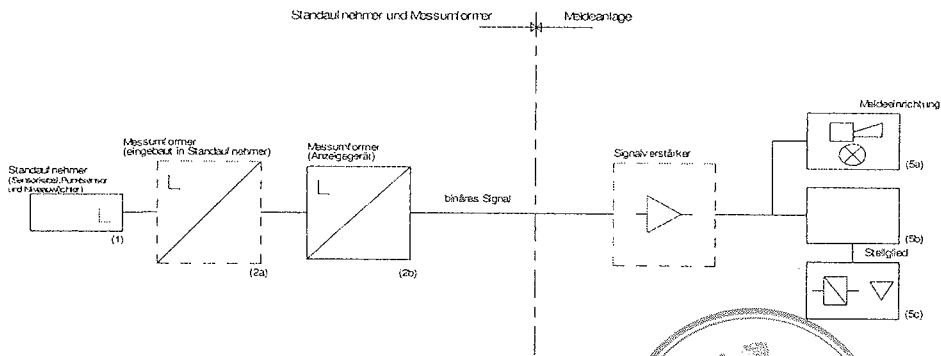 Standaufnehmer und Messumformer
Meldeanlage
Meldeeinrichtung
Messumformer
(eingebaut in Standaufnehmer)
Messumformer
(Anzeigegerät)
Signalverstärker
(5a)
Standaufnehmer
(Sensorkabel, Punktsensor
und Niveauwächter)
L
L
L
binäres Signal
(1)
(2a)
(2b)
(5b)
Stellglied
(5c)